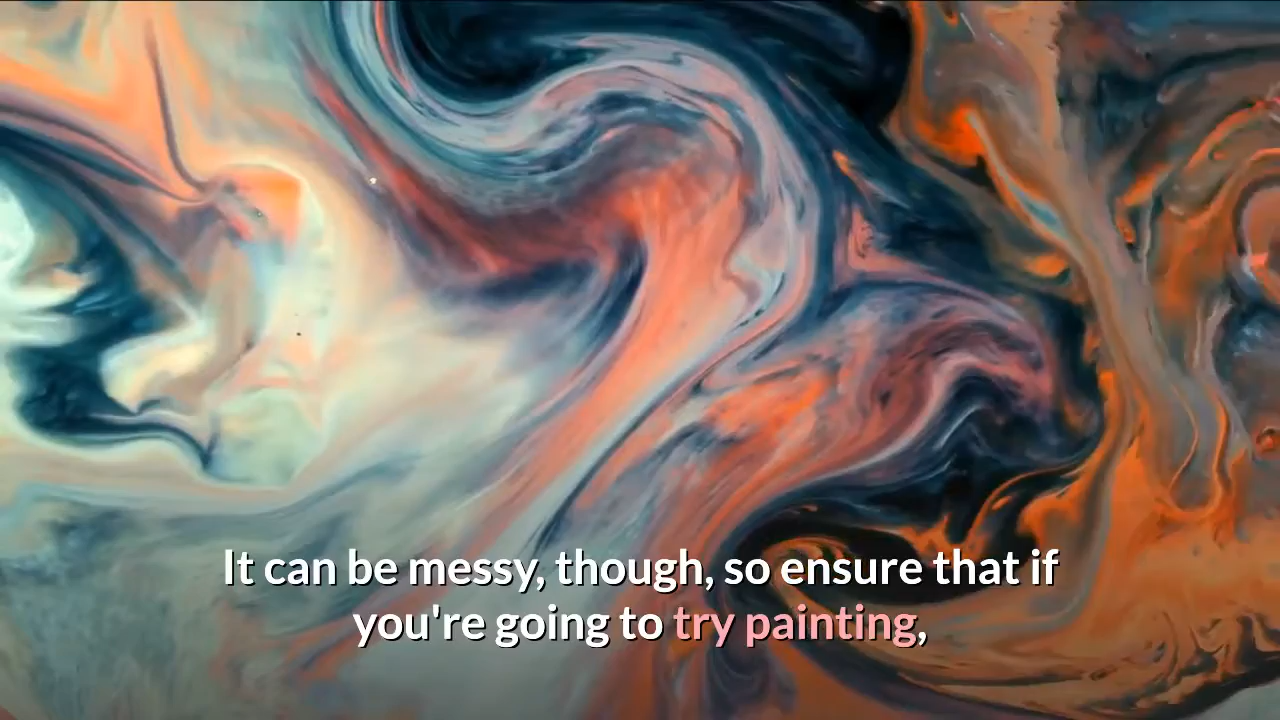 It can be messy, though, so ensure that if
you're going to try painting,